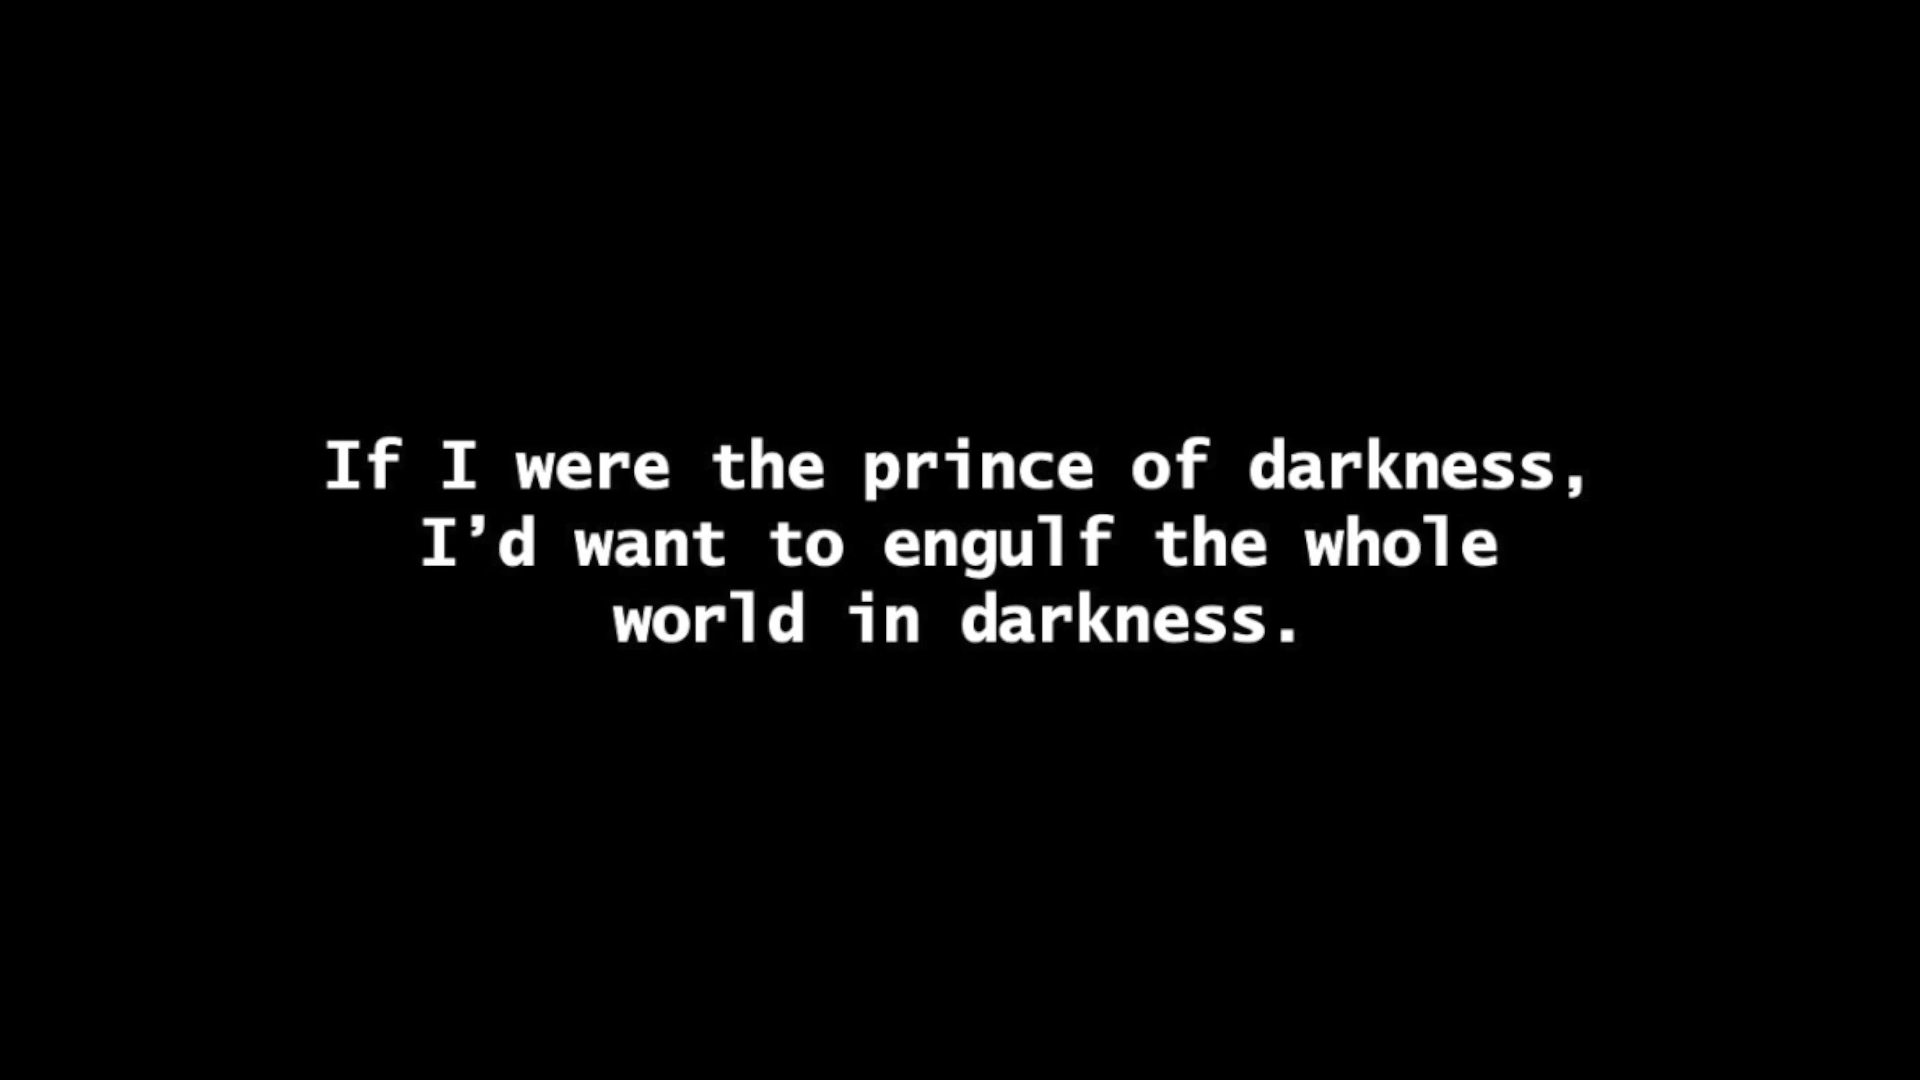 If I were the prince of darkness,
I’d want to engulf the whole
world in darkness.